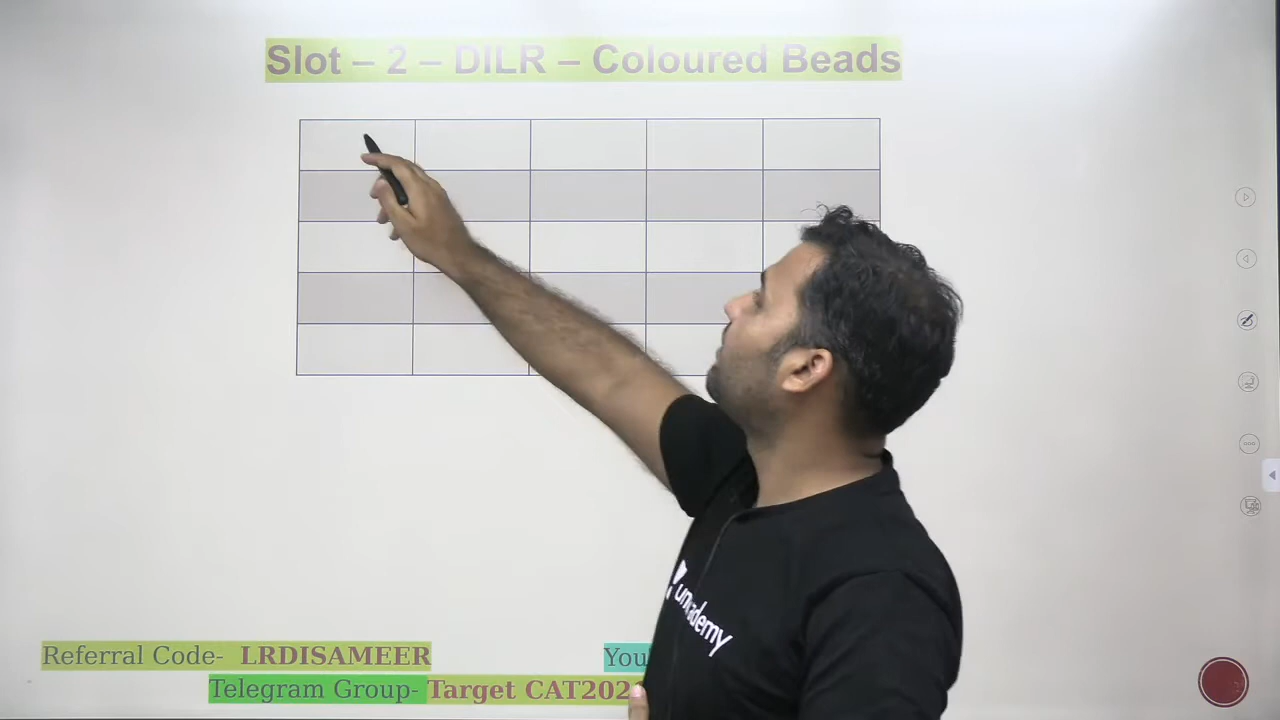 Slot – 2 – DILR – Coloured Beads
unacademy
Referral Code- LRDISAMEER
You
Telegram Group- Target CAT202